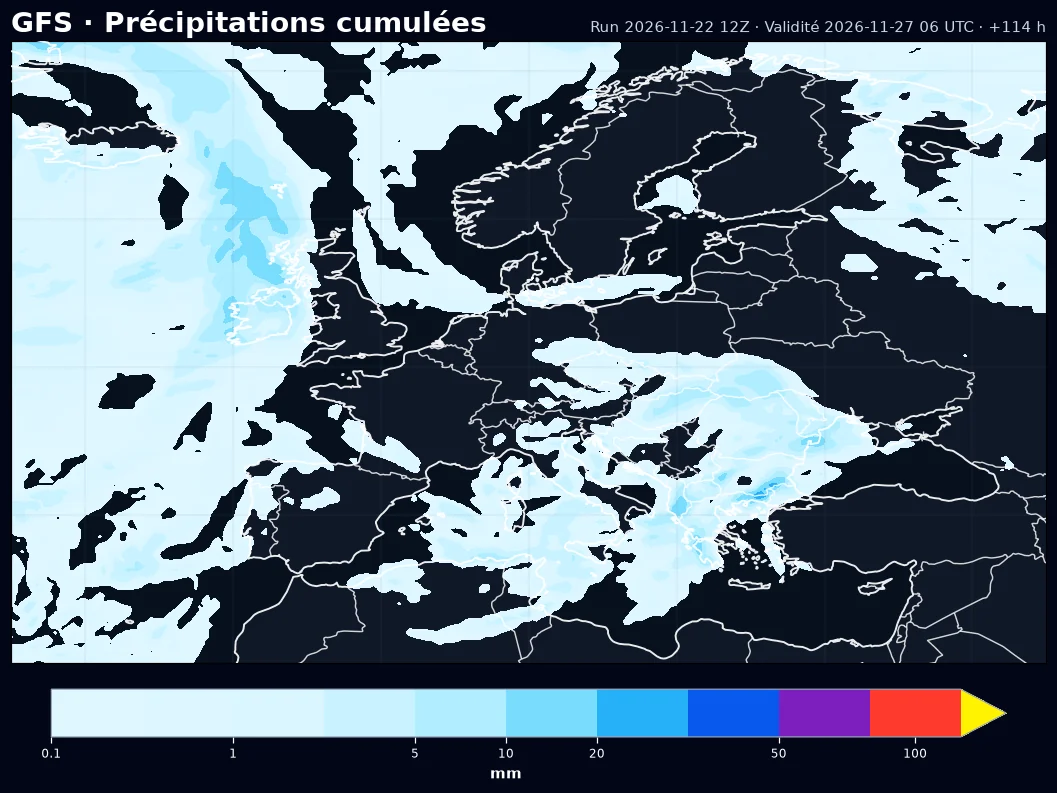 GFS · Précipitations cumulées
Run 2026-11-22 12Z · Validité 2026-11-27 06 UTC · +114 h
0.1 1 5 10 20 50 100
mm